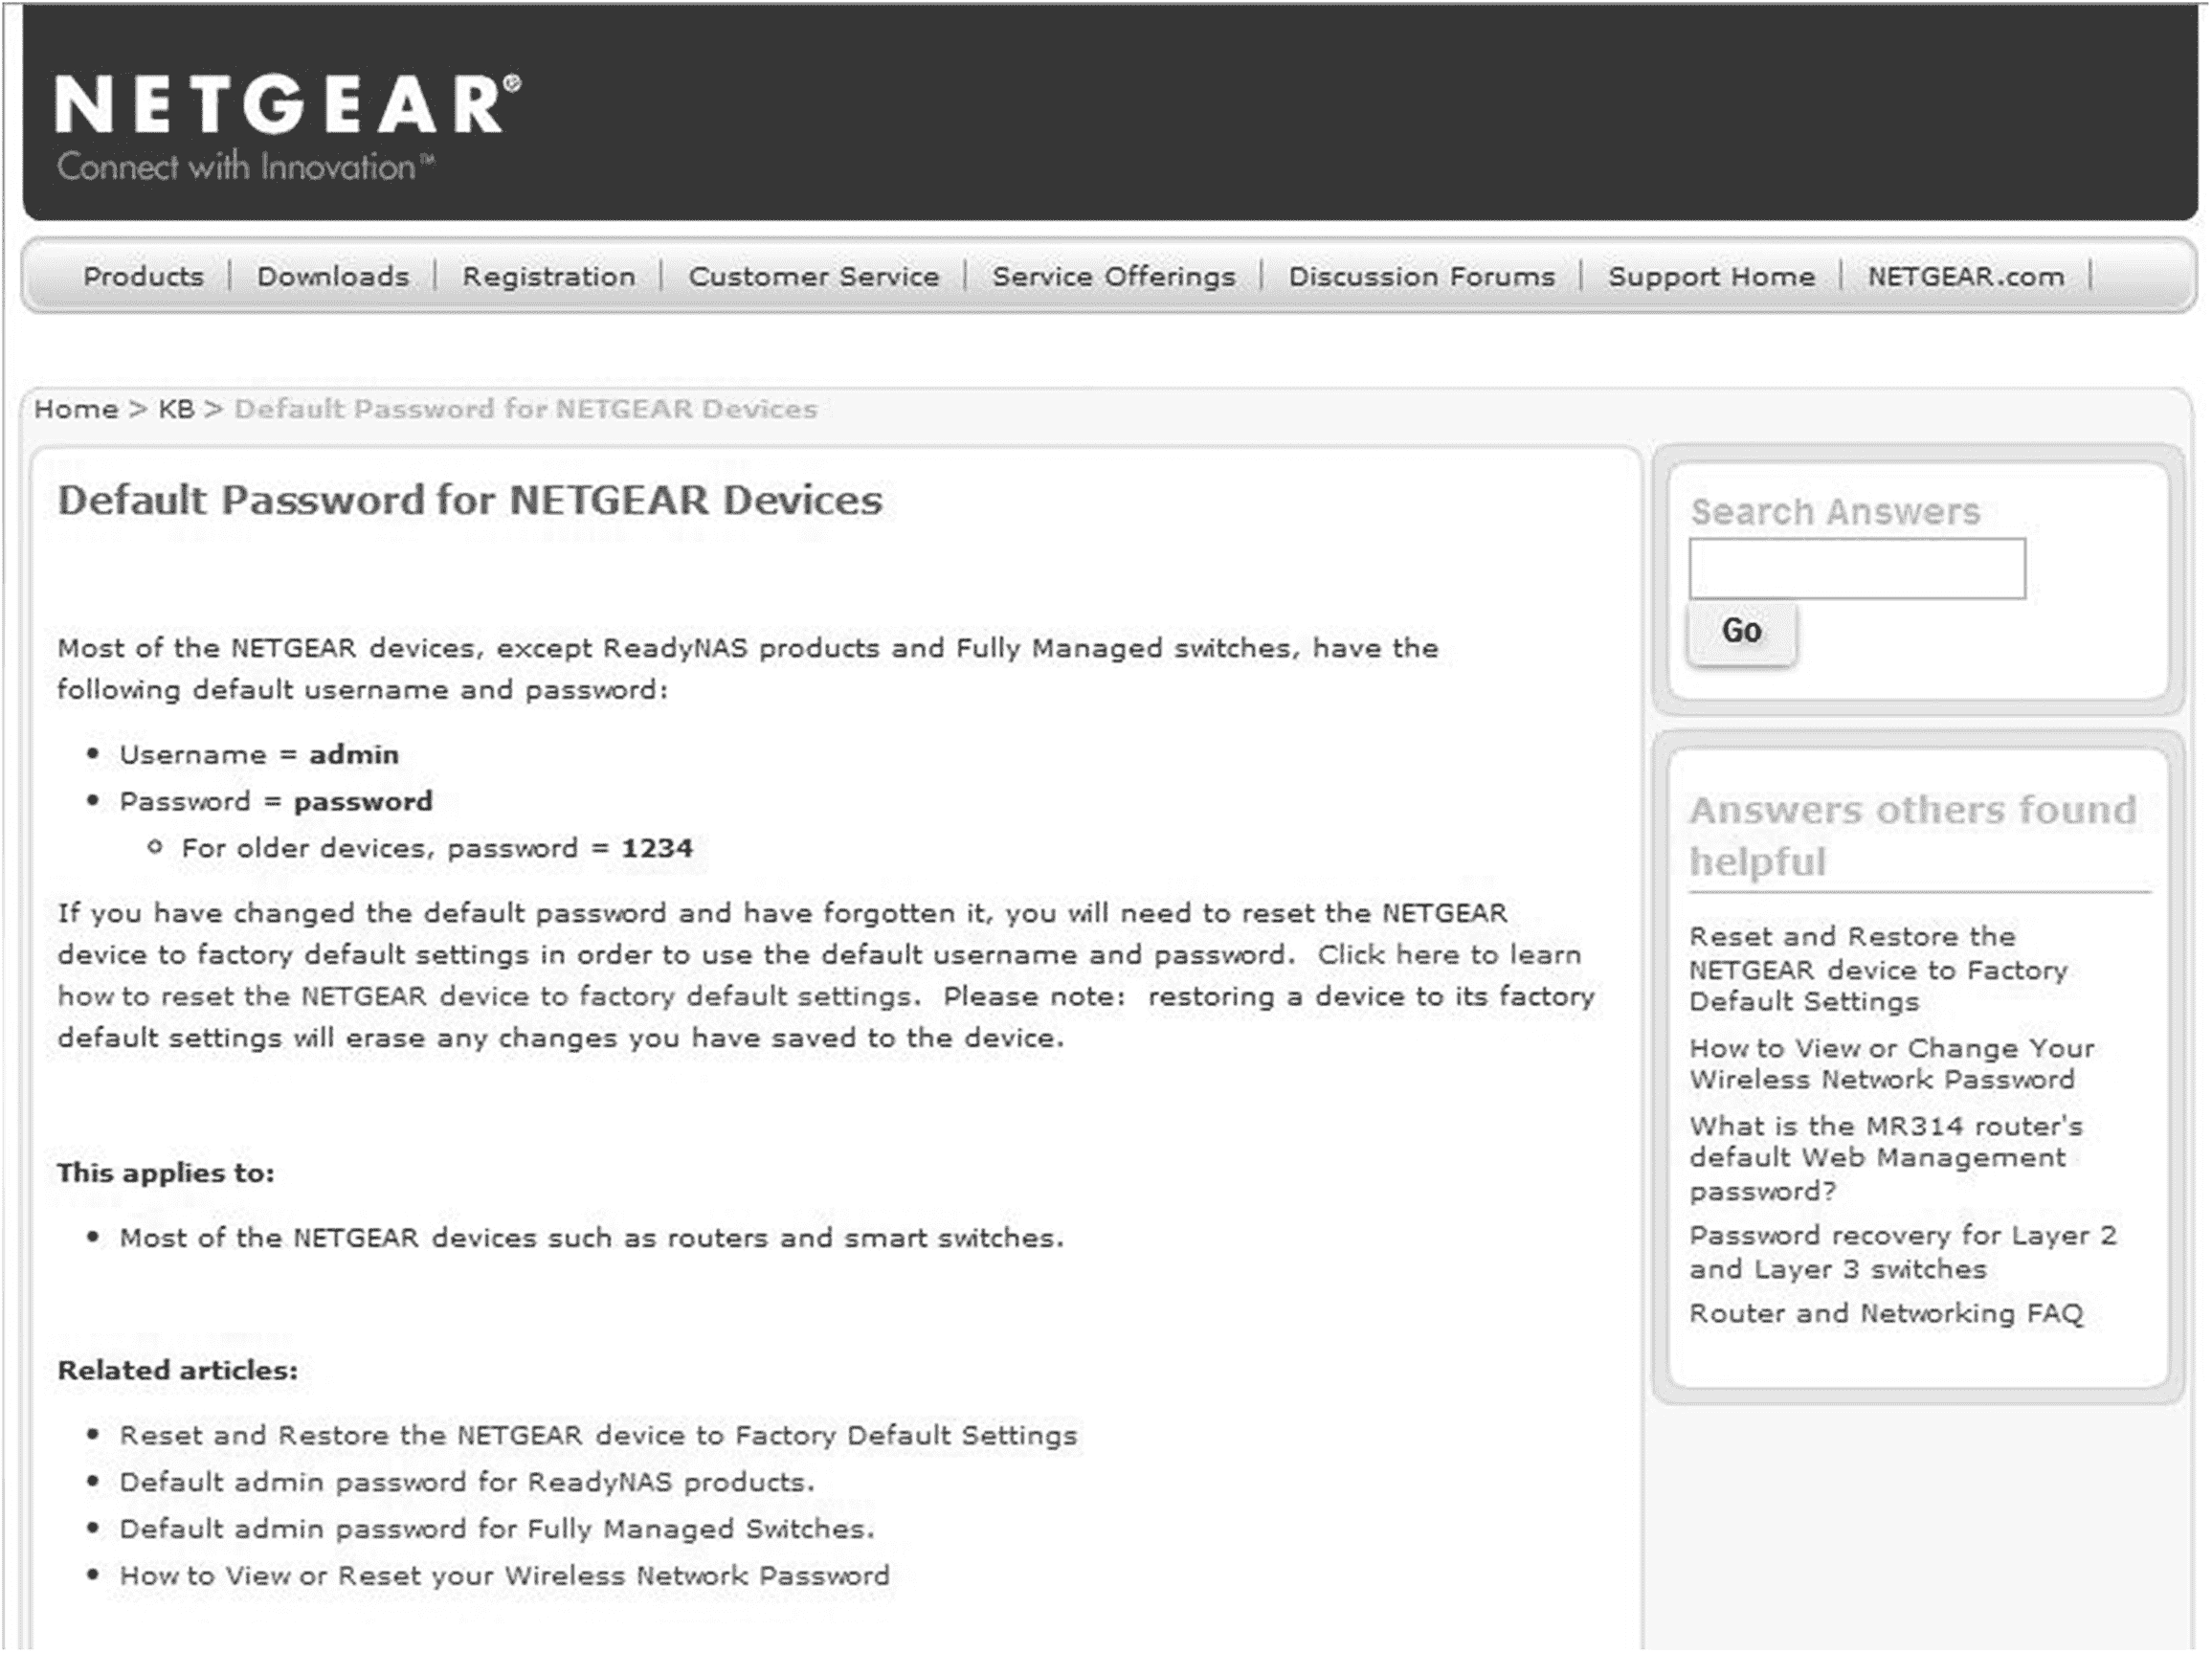 NETGEAR®
Connect with Innovation™
Products | Downloads | Registration | Customer Service | Service Offerings | Discussion Forums | Support Home | NETGEAR.com |
Home > KB > Default Password for NETGEAR Devices
Default Password for NETGEAR Devices
Most of the NETGEAR devices, except ReadyNAS products and Fully Managed switches, have the
following default username and password:
• Username = admin
• Password = password
o For older devices, password = 1234
If you have changed the default password and have forgotten it, you will need to reset the NETGEAR
device to factory default settings in order to use the default username and password.  Click here to learn
how to reset the NETGEAR device to factory default settings.  Please note:  restoring a device to its factory
default settings will erase any changes you have saved to the device.
This applies to:
• Most of the NETGEAR devices such as routers and smart switches.
Related articles:
• Reset and Restore the NETGEAR device to Factory Default Settings
• Default admin password for ReadyNAS products.
• Default admin password for Fully Managed Switches.
• How to View or Reset your Wireless Network Password
Search Answers
Go
Answers others found
helpful
Reset and Restore the
NETGEAR device to Factory
Default Settings
How to View or Change Your
Wireless Network Password
What is the MR314 router's
default Web Management
password?
Password recovery for Layer 2
and Layer 3 switches
Router and Networking FAQ